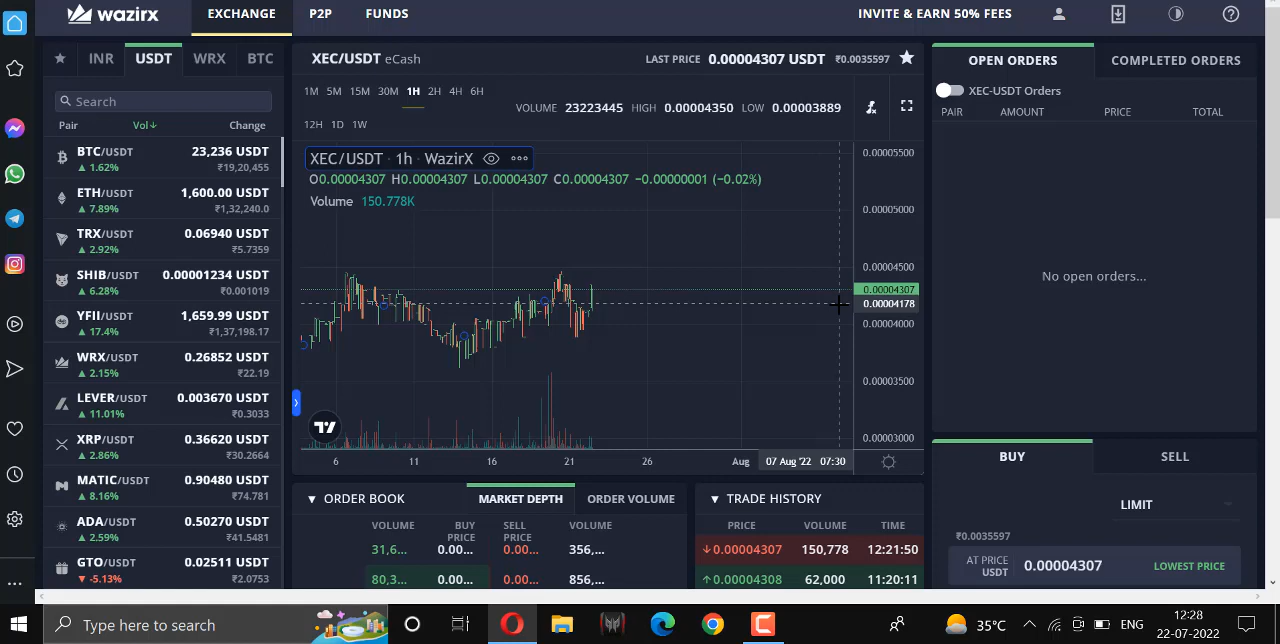 wazirx
EXCHANGE
P2P
FUNDS
INVITE & EARN 50% FEES
INR
USDT
WRX
BTC
Search
Pair
Vol↓
Change
BTC/USDT 23,236 USDT
▲ 1.62% ₹19,20,455
ETH/USDT 1,600.00 USDT
▲ 7.89% ₹1,32,240.0
TRX/USDT 0.06940 USDT
▲ 2.92% ₹5.7359
SHIB/USDT 0.00001234 USDT
▲ 6.28% ₹0.001019
YFII/USDT 1,659.99 USDT
▲ 17.4% ₹1,37,198.17
WRX/USDT 0.26852 USDT
▲ 2.15% ₹22.19
LEVER/USDT 0.003670 USDT
▲ 11.01% ₹0.3033
XRP/USDT 0.36620 USDT
▲ 2.86% ₹30.2664
MATIC/USDT 0.90480 USDT
▲ 8.16% ₹74.781
ADA/USDT 0.50270 USDT
▲ 2.59% ₹41.5481
GTO/USDT 0.02511 USDT
▼ -5.13% ₹2.0753
XEC/USDT eCash
LAST PRICE 0.00004307 USDT ₹0.0035597
1M 5M 15M 30M 1H 2H 4H 6H
12H 1D 1W
VOLUME 23223445 HIGH 0.00004350 LOW 0.00003889
XEC/USDT · 1h · WazirX
O0.00004307 H0.00004307 L0.00004307 C0.00004307 −0.00000001 (−0.02%)
Volume 150.778K
0.00005500
0.00005000
0.00004500
0.00004307
0.00004178
0.00004000
0.00003500
0.00003000
6 11 16 21 26 Aug 07 Aug '22 07:30
▼ ORDER BOOK
MARKET DEPTH
ORDER VOLUME
VOLUME BUY PRICE SELL PRICE VOLUME
31,6... 0.00... 0.00... 356,...
80,3... 0.00... 0.00... 856,...
▼ TRADE HISTORY
PRICE VOLUME TIME
↓0.00004307 150,778 12:21:50
↑0.00004308 62,000 11:20:11
OPEN ORDERS
COMPLETED ORDERS
XEC-USDT Orders
PAIR AMOUNT PRICE TOTAL
No open orders...
BUY
SELL
LIMIT
₹0.0035597
AT PRICE
USDT
0.00004307
LOWEST PRICE
Type here to search
35°C
ENG
12:28
22-07-2022